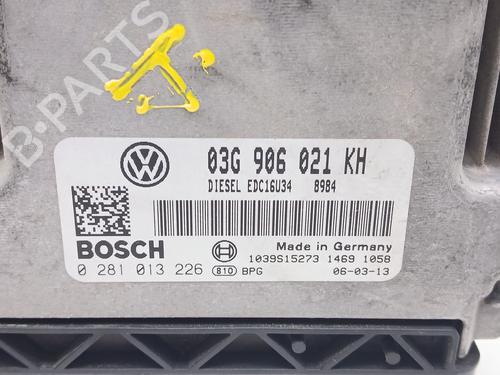 B-PARTS
03G 906 021 KH
DIESEL EDC16U34 8984
BOSCH
Made in Germany
1039S15273 1469 1058
0 281 013 226 810 BPG 06-03-13